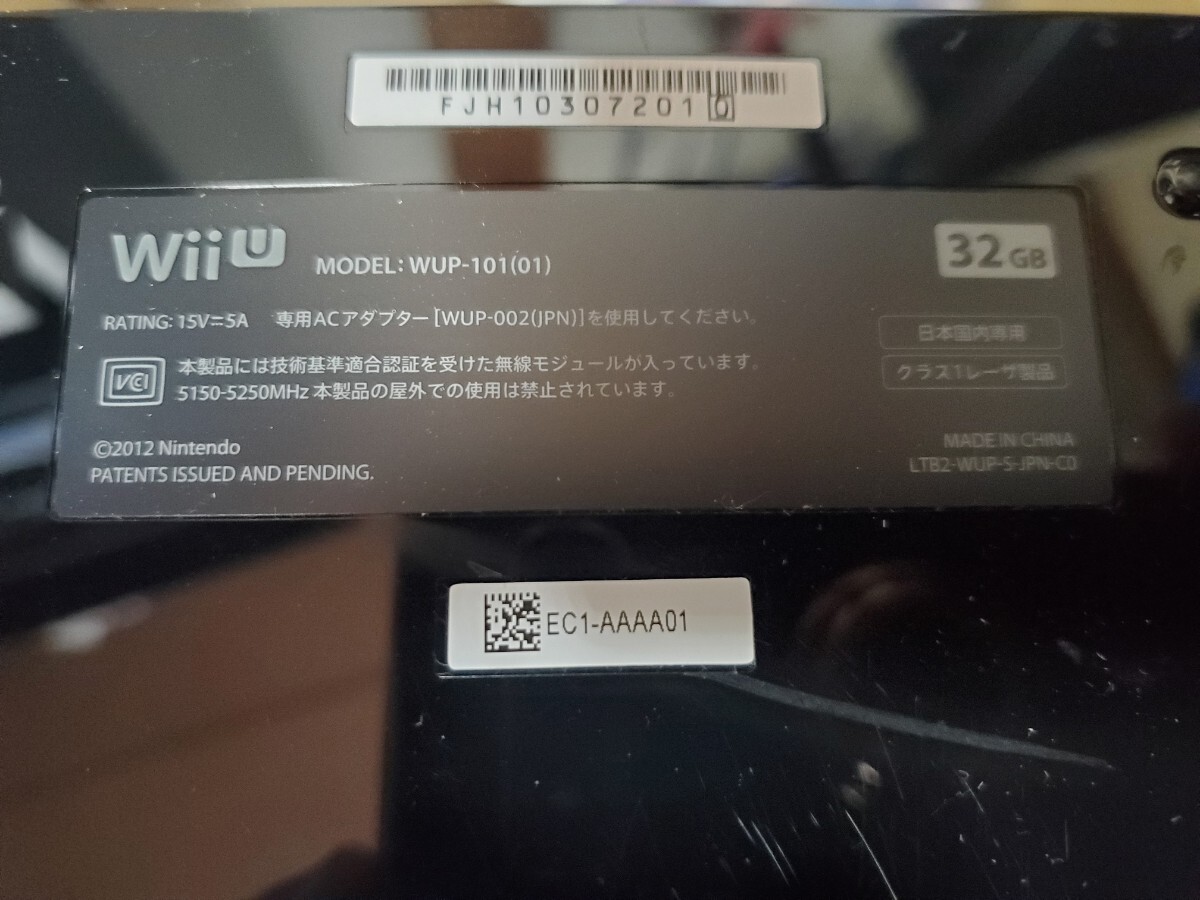 FJH103072010
Wii U
MODEL: WUP-101(01)
32GB
RATING: 15V⎓5A 専用ACアダプター[WUP-002(JPN)]を使用してください。
日本国内専用
VCI
本製品には技術基準適合認証を受けた無線モジュールが入っています。
クラス1レーザ製品
5150-5250MHz 本製品の屋外での使用は禁止されています。
©2012 Nintendo
MADE IN CHINA
PATENTS ISSUED AND PENDING.
LTB2-WUP-S-JPN-C0
EC1-AAAA01